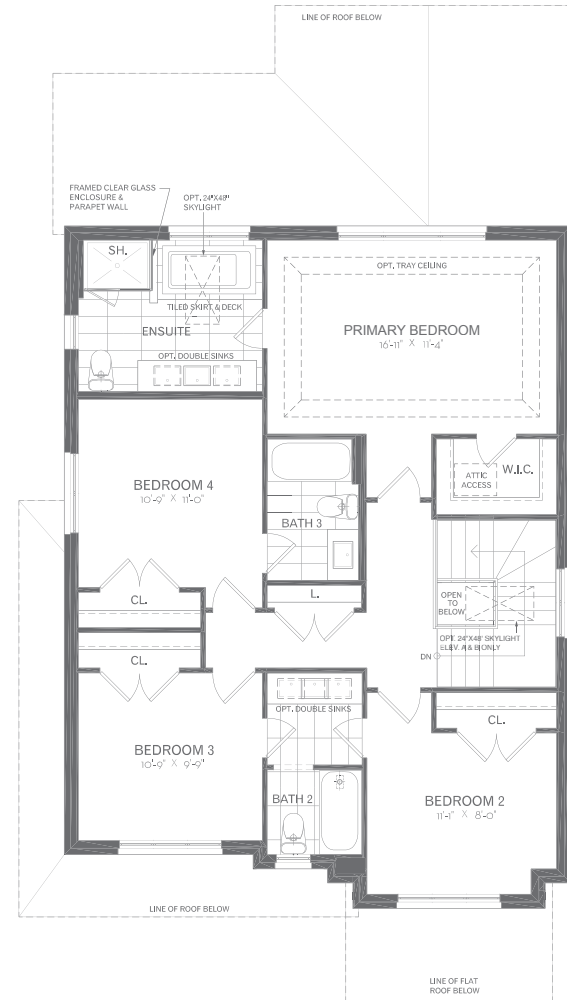 LINE OF ROOF BELOW
FRAMED CLEAR GLASS
ENCLOSURE &
PARAPET WALL
OPT. 24"X48"
SKYLIGHT
SH.
OPT. TRAY CEILING
TILED SKIRT & DECK
ENSUITE
PRIMARY BEDROOM
16'-11" X 11'-4"
OPT. DOUBLE SINKS
W.I.C.
ATTIC
ACCESS
BEDROOM 4
10'-9" X 11'-0"
BATH 3
CL.
L.
OPEN
TO
BELOW
OPT. 24"X48" SKYLIGHT
ELEV. A & B ONLY
DN
CL.
OPT. DOUBLE SINKS
CL.
BEDROOM 3
10'-9" X 9'-9"
BATH 2
BEDROOM 2
11'-1" X 8'-0"
LINE OF ROOF BELOW
LINE OF FLAT
ROOF BELOW